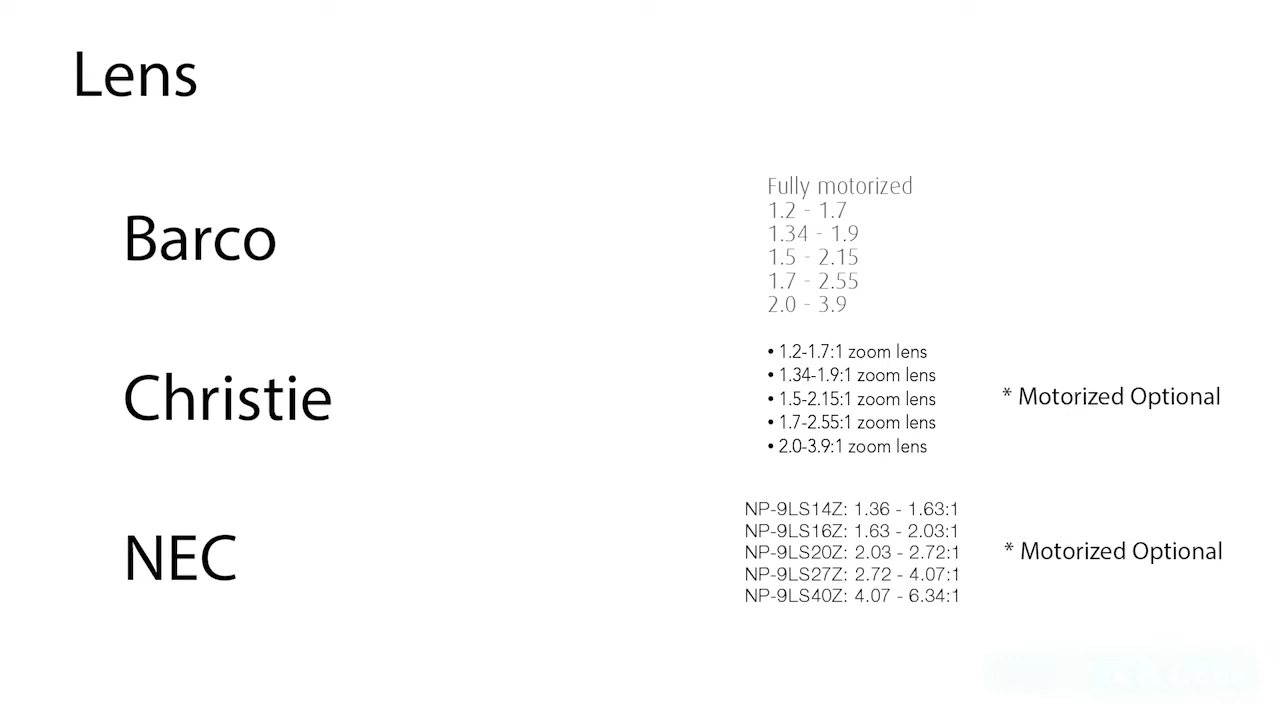 Lens
Barco
Fully motorized
1.2 - 1.7
1.34 - 1.9
1.5 - 2.15
1.7 - 2.55
2.0 - 3.9
Christie
• 1.2-1.7:1 zoom lens
• 1.34-1.9:1 zoom lens
• 1.5-2.15:1 zoom lens
• 1.7-2.55:1 zoom lens
• 2.0-3.9:1 zoom lens
* Motorized Optional
NEC
NP-9LS14Z: 1.36 - 1.63:1
NP-9LS16Z: 1.63 - 2.03:1
NP-9LS20Z: 2.03 - 2.72:1
NP-9LS27Z: 2.72 - 4.07:1
NP-9LS40Z: 4.07 - 6.34:1
* Motorized Optional